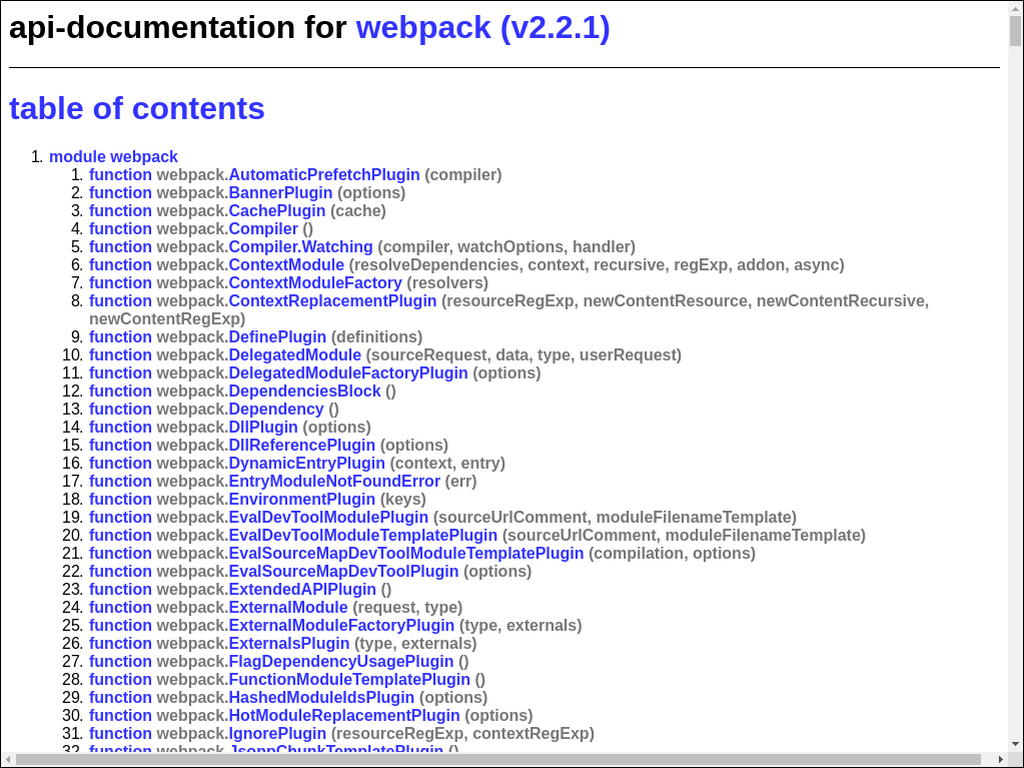 api-documentation for webpack (v2.2.1)
table of contents
1. module webpack
1. function webpack.AutomaticPrefetchPlugin (compiler)
2. function webpack.BannerPlugin (options)
3. function webpack.CachePlugin (cache)
4. function webpack.Compiler ()
5. function webpack.Compiler.Watching (compiler, watchOptions, handler)
6. function webpack.ContextModule (resolveDependencies, context, recursive, regExp, addon, async)
7. function webpack.ContextModuleFactory (resolvers)
8. function webpack.ContextReplacementPlugin (resourceRegExp, newContentResource, newContentRecursive,
newContentRegExp)
9. function webpack.DefinePlugin (definitions)
10. function webpack.DelegatedModule (sourceRequest, data, type, userRequest)
11. function webpack.DelegatedModuleFactoryPlugin (options)
12. function webpack.DependenciesBlock ()
13. function webpack.Dependency ()
14. function webpack.DllPlugin (options)
15. function webpack.DllReferencePlugin (options)
16. function webpack.DynamicEntryPlugin (context, entry)
17. function webpack.EntryModuleNotFoundError (err)
18. function webpack.EnvironmentPlugin (keys)
19. function webpack.EvalDevToolModulePlugin (sourceUrlComment, moduleFilenameTemplate)
20. function webpack.EvalDevToolModuleTemplatePlugin (sourceUrlComment, moduleFilenameTemplate)
21. function webpack.EvalSourceMapDevToolModuleTemplatePlugin (compilation, options)
22. function webpack.EvalSourceMapDevToolPlugin (options)
23. function webpack.ExtendedAPIPlugin ()
24. function webpack.ExternalModule (request, type)
25. function webpack.ExternalModuleFactoryPlugin (type, externals)
26. function webpack.ExternalsPlugin (type, externals)
27. function webpack.FlagDependencyUsagePlugin ()
28. function webpack.FunctionModuleTemplatePlugin ()
29. function webpack.HashedModuleIdsPlugin (options)
30. function webpack.HotModuleReplacementPlugin (options)
31. function webpack.IgnorePlugin (resourceRegExp, contextRegExp)
32. function webpack.JsonpChunkTemplatePlugin ()